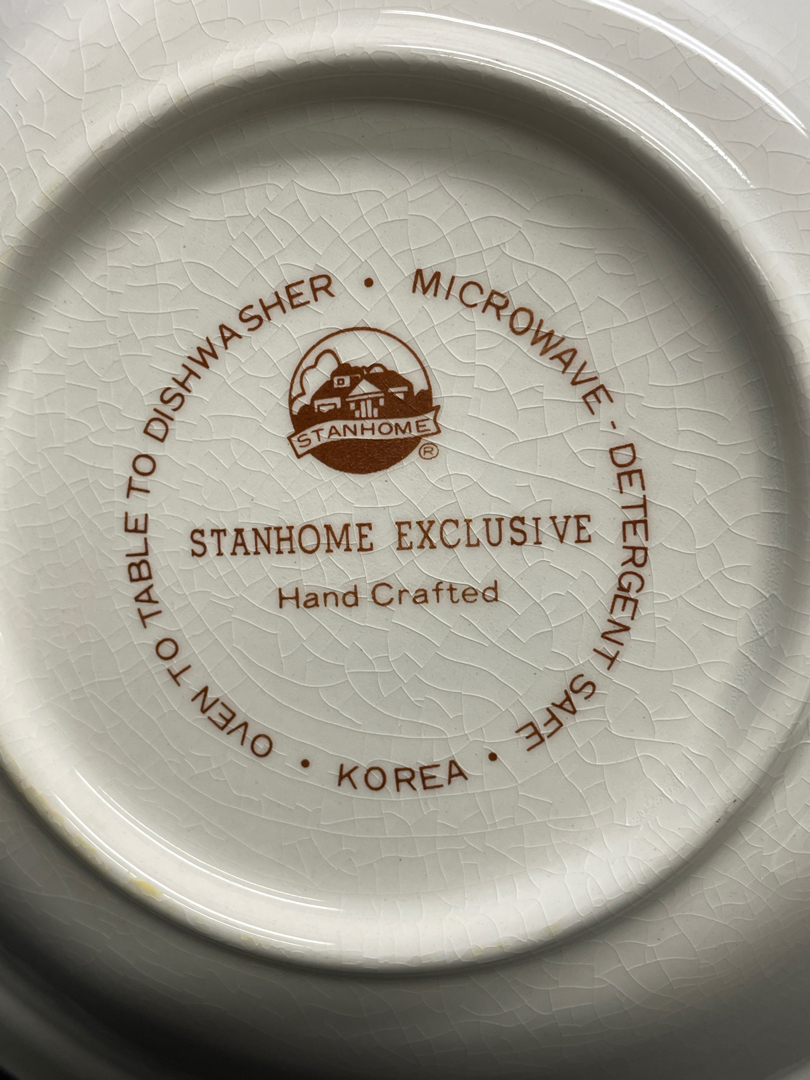 OVEN TO TABLE TO DISHWASHER • MICROWAVE - DETERGENT SAFE • KOREA •
STANHOME ®
STANHOME EXCLUSIVE
Hand Crafted